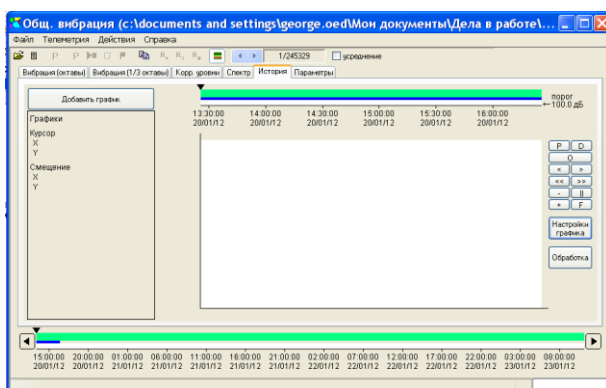 Общ. вибрация (c:\documents and settings\george.oed\Мои документы\Дела в работе\...
Файл Телеметрия Действия Справка
1/245329 усреднение
Вибрация (октавы) Вибрация (1/3 октавы) Корр. уровни Спектр История Параметры
Добавить график
порог
100.0 дБ
13:30:00 14:00:00 14:30:00 15:00:00 15:30:00 16:00:00
20/01/12 20/01/12 20/01/12 20/01/12 20/01/12 20/01/12
Графики
Курсор
X
Y
Смещение
X
Y
P D
O
< >
<< >>
- ||
+ F
Настройки
графика
Обработка
15:00:00 20:00:00 01:00:00 06:00:00 11:00:00 16:00:00 21:00:00 02:00:00 07:00:00 12:00:00 17:00:00 22:00:00 03:00:00 08:00:00
20/01/12 20/01/12 21/01/12 21/01/12 21/01/12 21/01/12 21/01/12 22/01/12 22/01/12 22/01/12 22/01/12 22/01/12 23/01/12 23/01/12